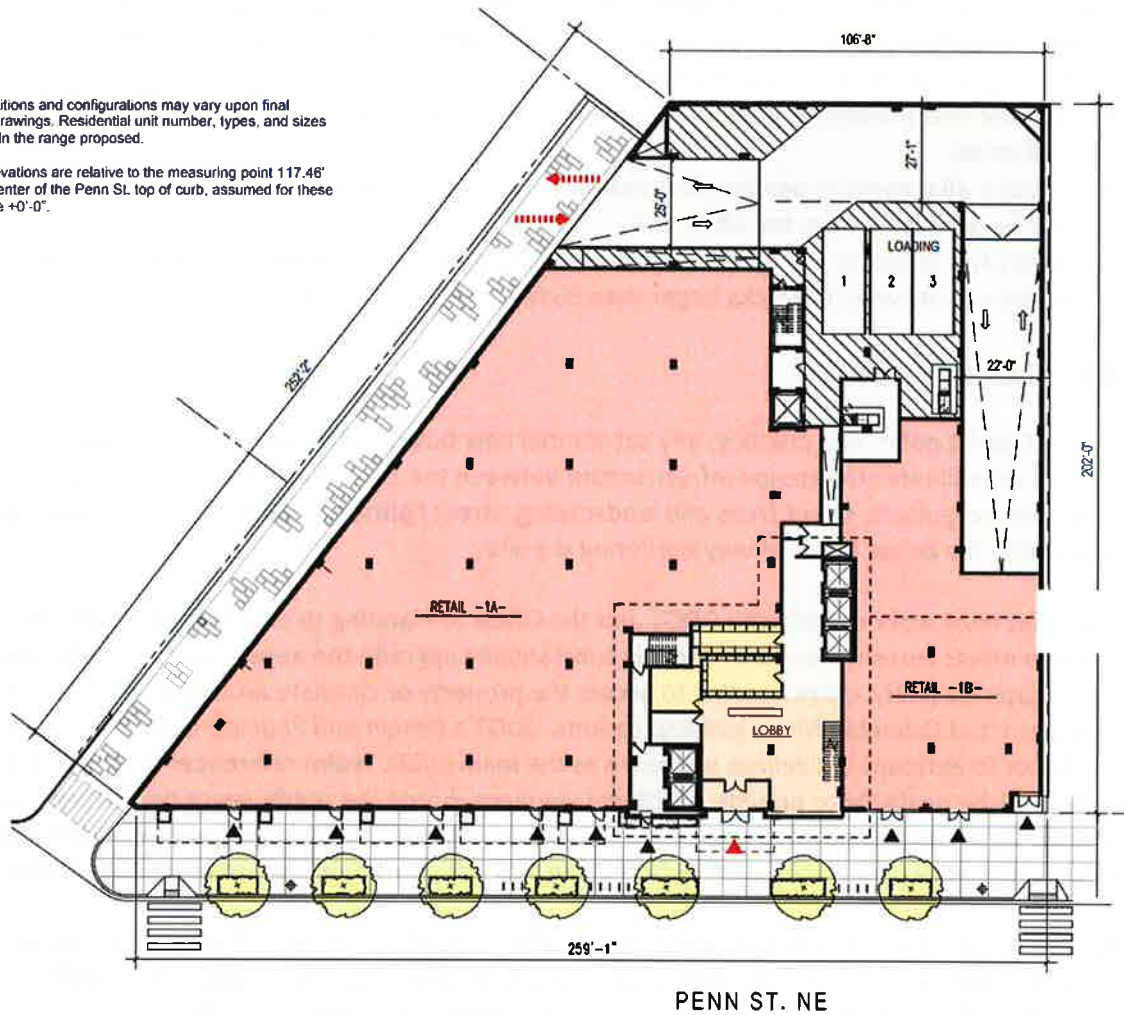 106'-8"
itions and configurations may vary upon final
rawings. Residential unit number, types, and sizes
in the range proposed.
evations are relative to the measuring point 117.46'
enter of the Penn St. top of curb, assumed for these
e +0'-0".
27'-1"
25'-0"
LOADING
1 2 3
252'-2"
22'-0"
202'-0"
RETAIL -1A-
RETAIL -1B-
LOBBY
259'-1"
PENN ST. NE